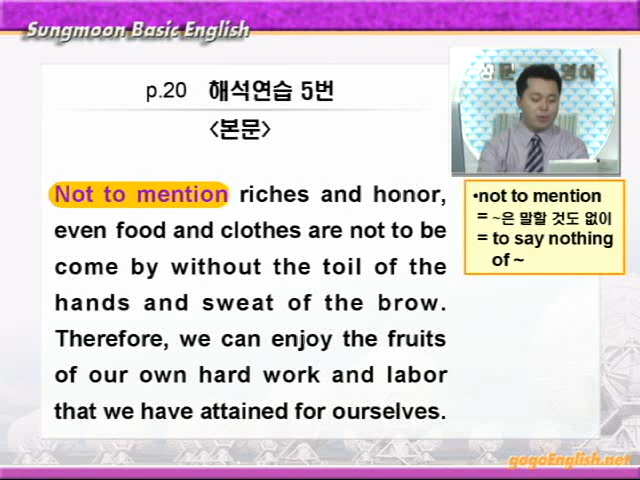 Sungmoon Basic English
p.20 해석연습 5번
<본문>
Not to mention riches and honor,
even food and clothes are not to be
come by without the toil of the
hands and sweat of the brow.
Therefore, we can enjoy the fruits
of our own hard work and labor
that we have attained for ourselves.
•not to mention
= ~은 말할 것도 없이
= to say nothing
of ~
gogoEnglish.net